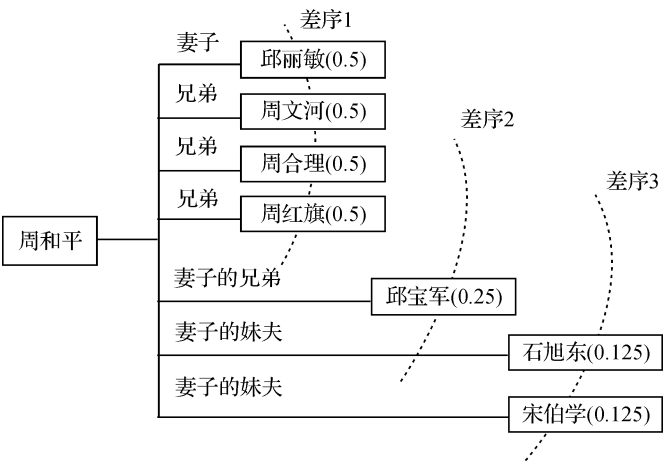 差序1
妻子
邱丽敏(0.5)
兄弟
周文河(0.5)
差序2
兄弟
周合理(0.5)
差序3
兄弟
周红旗(0.5)
周和平
妻子的兄弟
邱宝军(0.25)
妻子的妹夫
石旭东(0.125)
妻子的妹夫
宋伯学(0.125)